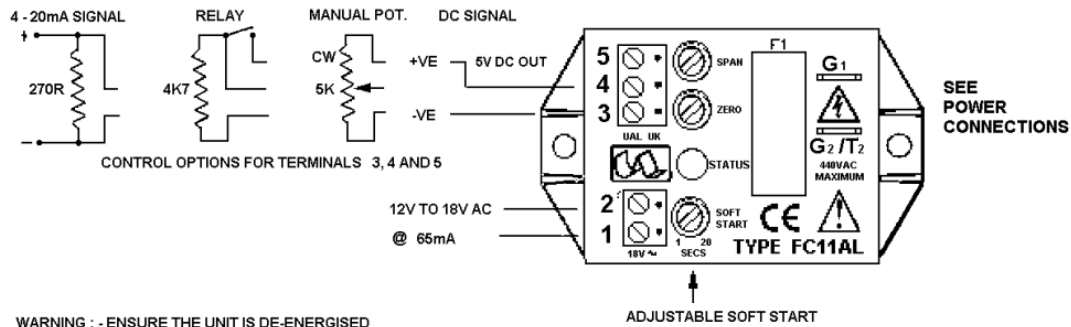 4 - 20mA SIGNAL
RELAY
MANUAL POT.
DC SIGNAL
+
270R
4K7
CW
5K
+VE
-VE
5V DC OUT
CONTROL OPTIONS FOR TERMINALS 3, 4 AND 5
12V TO 18V AC
@ 65mA
5
4
3
SPAN
ZERO
UAL UK
STATUS
2
1
18V ~
SOFT
START
1 20
SECS
F1
G1
G2 /T2
440VAC
MAXIMUM
CE
TYPE FC11AL
SEE
POWER
CONNECTIONS
ADJUSTABLE SOFT START
WARNING : - ENSURE THE UNIT IS DE-ENERGISED